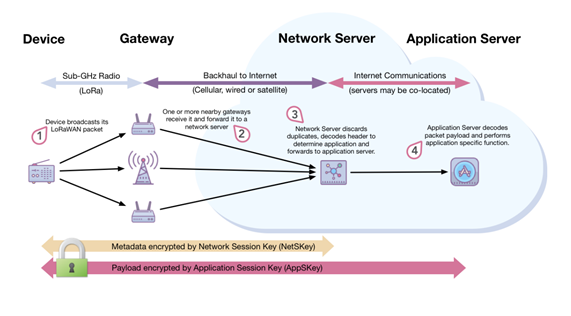 Device
Gateway
Network Server
Application Server
Sub-GHz Radio
(LoRa)
Backhaul to Internet
(Cellular, wired or satellite)
Internet Communications
(servers may be co-located)
1
Device broadcasts its
LoRaWAN packet
One or more nearby gateways
receive it and forward it to a
network server
2
3
Network Server discards
duplicates, decodes header to
determine application and
forwards to application server.
4
Application Server decodes
packet payload and performs
application specific function.
Metadata encrypted by Network Session Key (NetSKey)
Payload encrypted by Application Session Key (AppSKey)